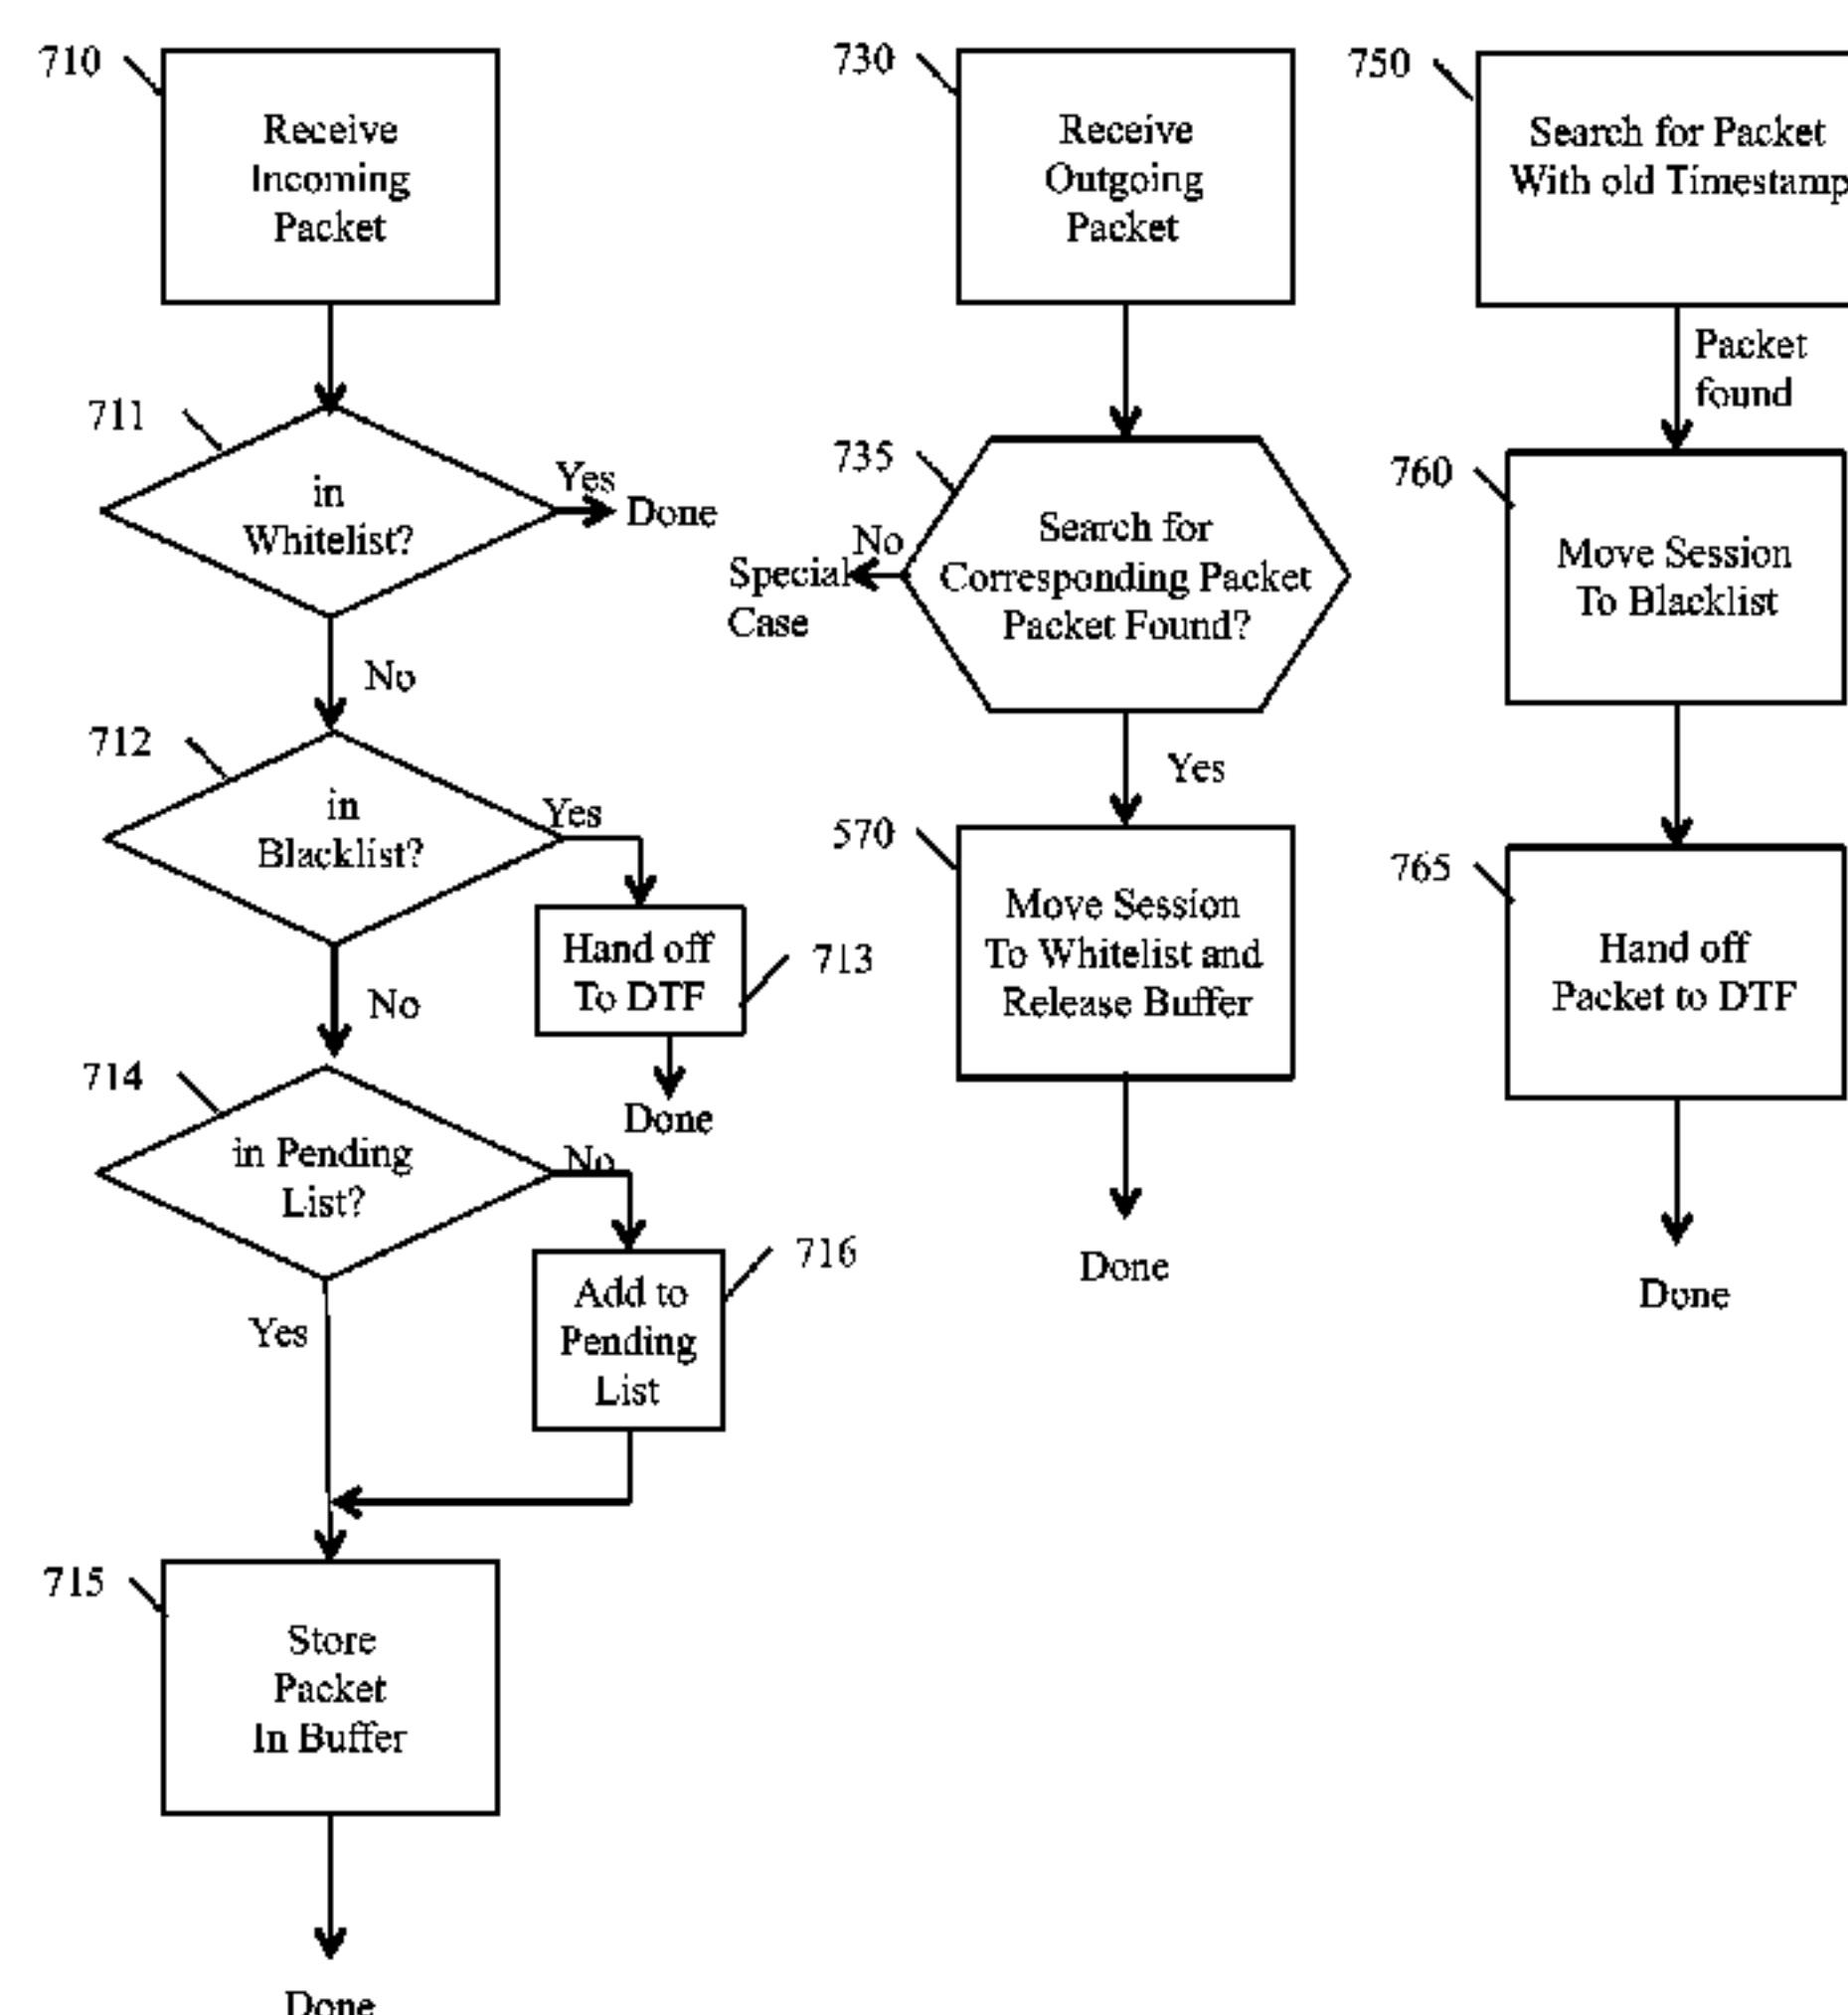 710
Receive
Incoming
Packet
711
in
Whitelist?
Yes
Done
No
712
in
Blacklist?
Yes
Hand off
To DTF
713
Done
No
714
in Pending
List?
No
Add to
Pending
List
716
Yes
715
Store
Packet
In Buffer
Done
730
Receive
Outgoing
Packet
735
Search for
Corresponding Packet
Packet Found?
No
Special
Case
Yes
570
Move Session
To Whitelist and
Release Buffer
Done
750
Search for Packet
With old Timestamp
Packet
found
760
Move Session
To Blacklist
765
Hand off
Packet to DTF
Done